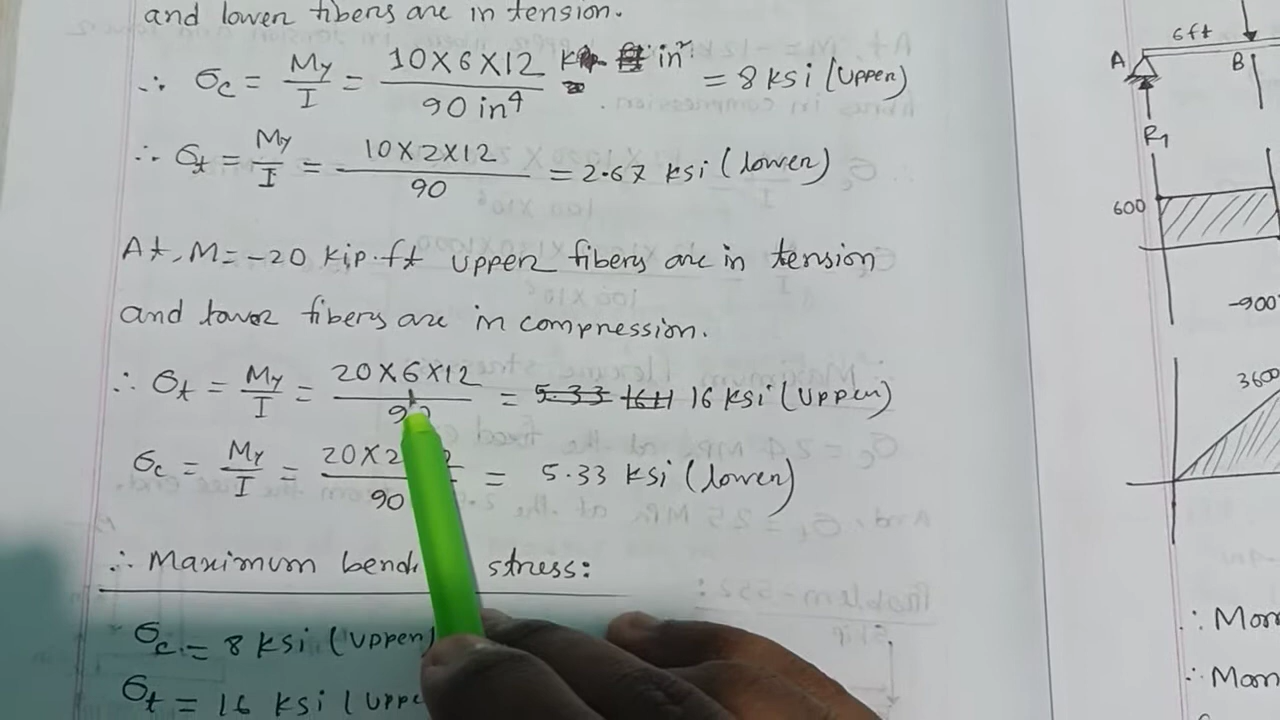 and lower fibers are in tension.
∴ σc = My/I = 10×6×12 / 90 in⁴ in² = 8 ksi (Upper)
∴ σt = My/I = 10×2×12 / 90 = 2.67 ksi (lower)
At, M = -20 kip.ft upper fibers are in tension
and lower fibers are in compression.
∴ σt = My/I = 20×6×12 / 90 = 5.33 16 ksi (Upper)
σc = My/I = 20×2 / 90 = 5.33 ksi (lower)
∴ Maximum bend stress:
σc = 8 ksi (Upper)
σt = 16 ksi (Uppe
6ft
A
B
R1
600
-900
3600
∴ Mom
∴ Mom